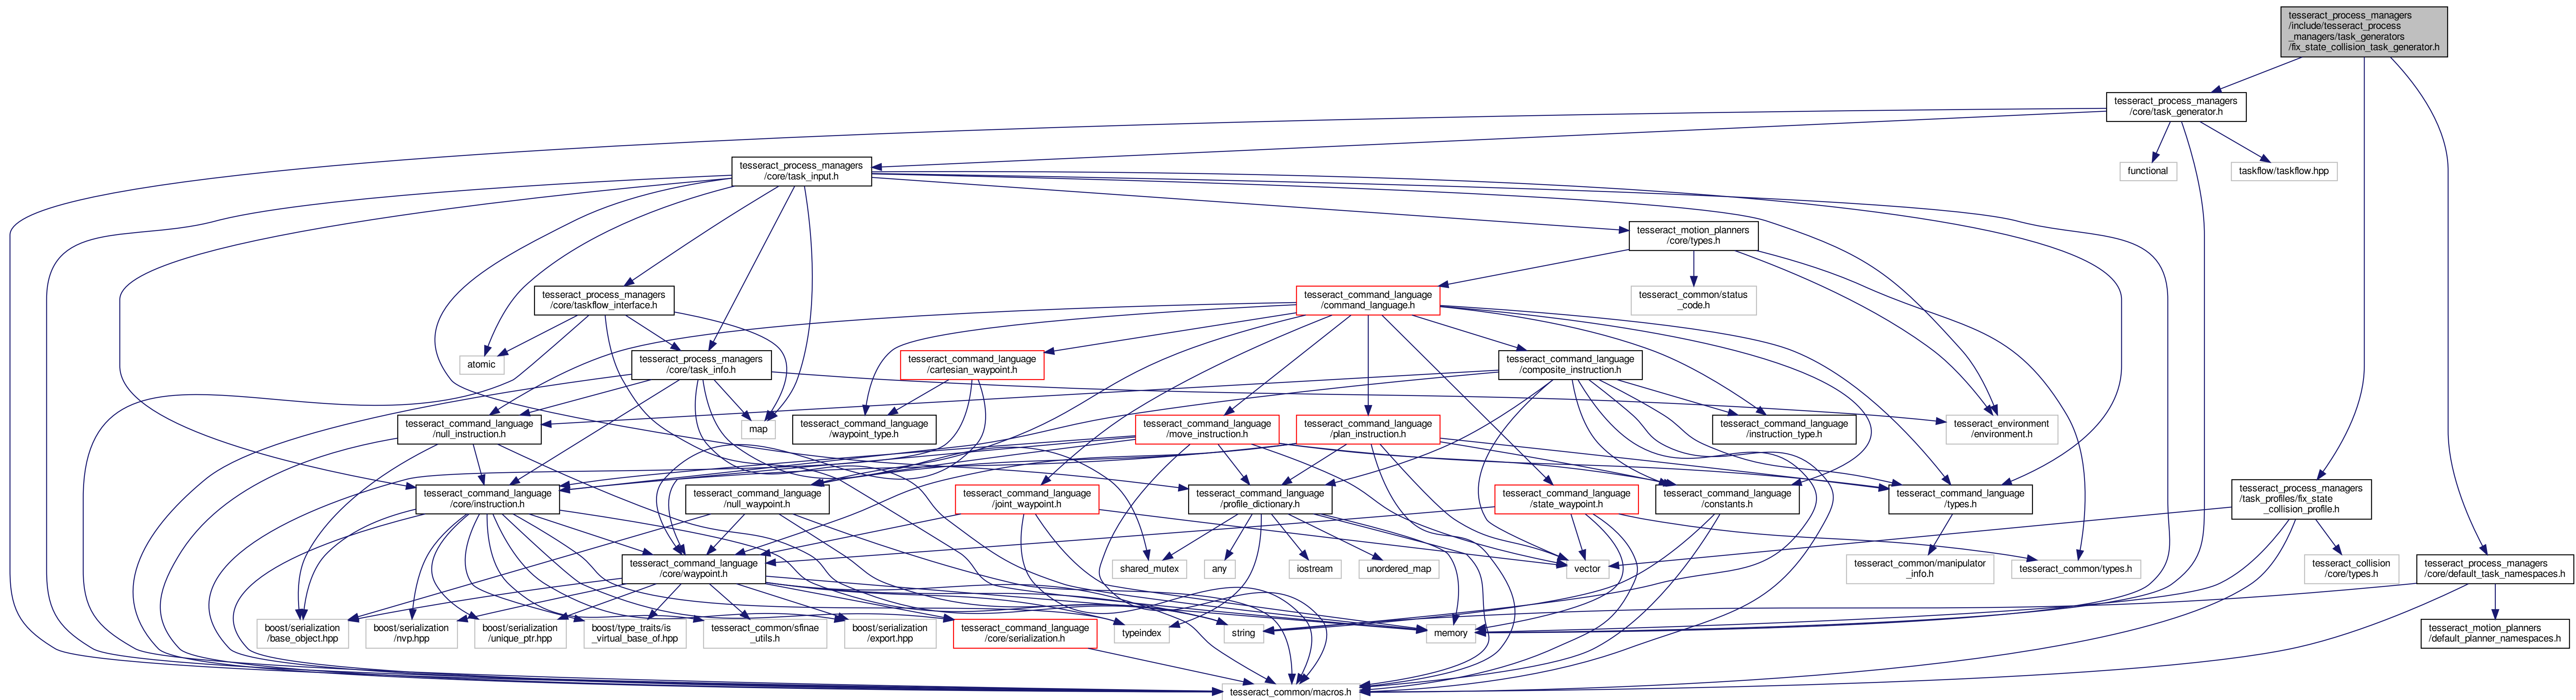 tesseract_process_managers
/include/tesseract_process
_managers/task_generators
/fix_state_collision_task_generator.h
tesseract_process_managers
/core/task_generator.h
tesseract_process_managers
/core/task_input.h
functional
taskflow/taskflow.hpp
tesseract_motion_planners
/core/types.h
tesseract_process_managers
/core/taskflow_interface.h
tesseract_command_language
/command_language.h
tesseract_common/status
_code.h
atomic
tesseract_process_managers
/core/task_info.h
tesseract_command_language
/cartesian_waypoint.h
tesseract_command_language
/composite_instruction.h
tesseract_command_language
/null_instruction.h
map
tesseract_command_language
/waypoint_type.h
tesseract_command_language
/move_instruction.h
tesseract_command_language
/plan_instruction.h
tesseract_command_language
/instruction_type.h
tesseract_environment
/environment.h
tesseract_command_language
/core/instruction.h
tesseract_command_language
/null_waypoint.h
tesseract_command_language
/joint_waypoint.h
tesseract_command_language
/profile_dictionary.h
tesseract_command_language
/state_waypoint.h
tesseract_command_language
/constants.h
tesseract_command_language
/types.h
tesseract_process_managers
/task_profiles/fix_state
_collision_profile.h
tesseract_command_language
/core/waypoint.h
shared_mutex
any
iostream
unordered_map
vector
tesseract_common/manipulator
_info.h
tesseract_common/types.h
tesseract_collision
/core/types.h
tesseract_process_managers
/core/default_task_namespaces.h
boost/serialization
/base_object.hpp
boost/serialization
/nvp.hpp
boost/serialization
/unique_ptr.hpp
boost/type_traits/is
_virtual_base_of.hpp
tesseract_common/sfinae
_utils.h
boost/serialization
/export.hpp
tesseract_command_language
/core/serialization.h
typeindex
string
memory
tesseract_motion_planners
/default_planner_namespaces.h
tesseract_common/macros.h